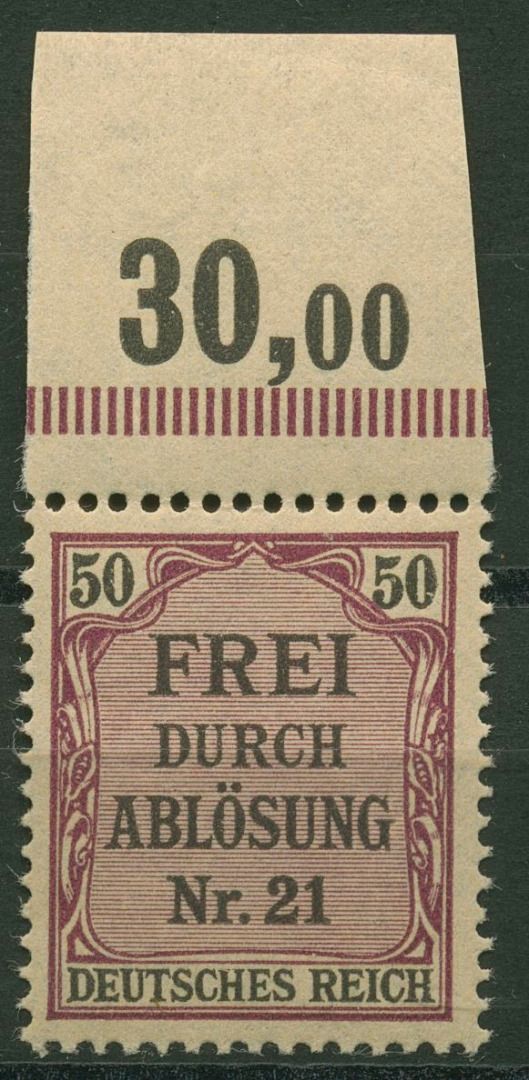 30,00
50 50
FREI
DURCH
ABLÖSUNG
Nr. 21
DEUTSCHES REICH